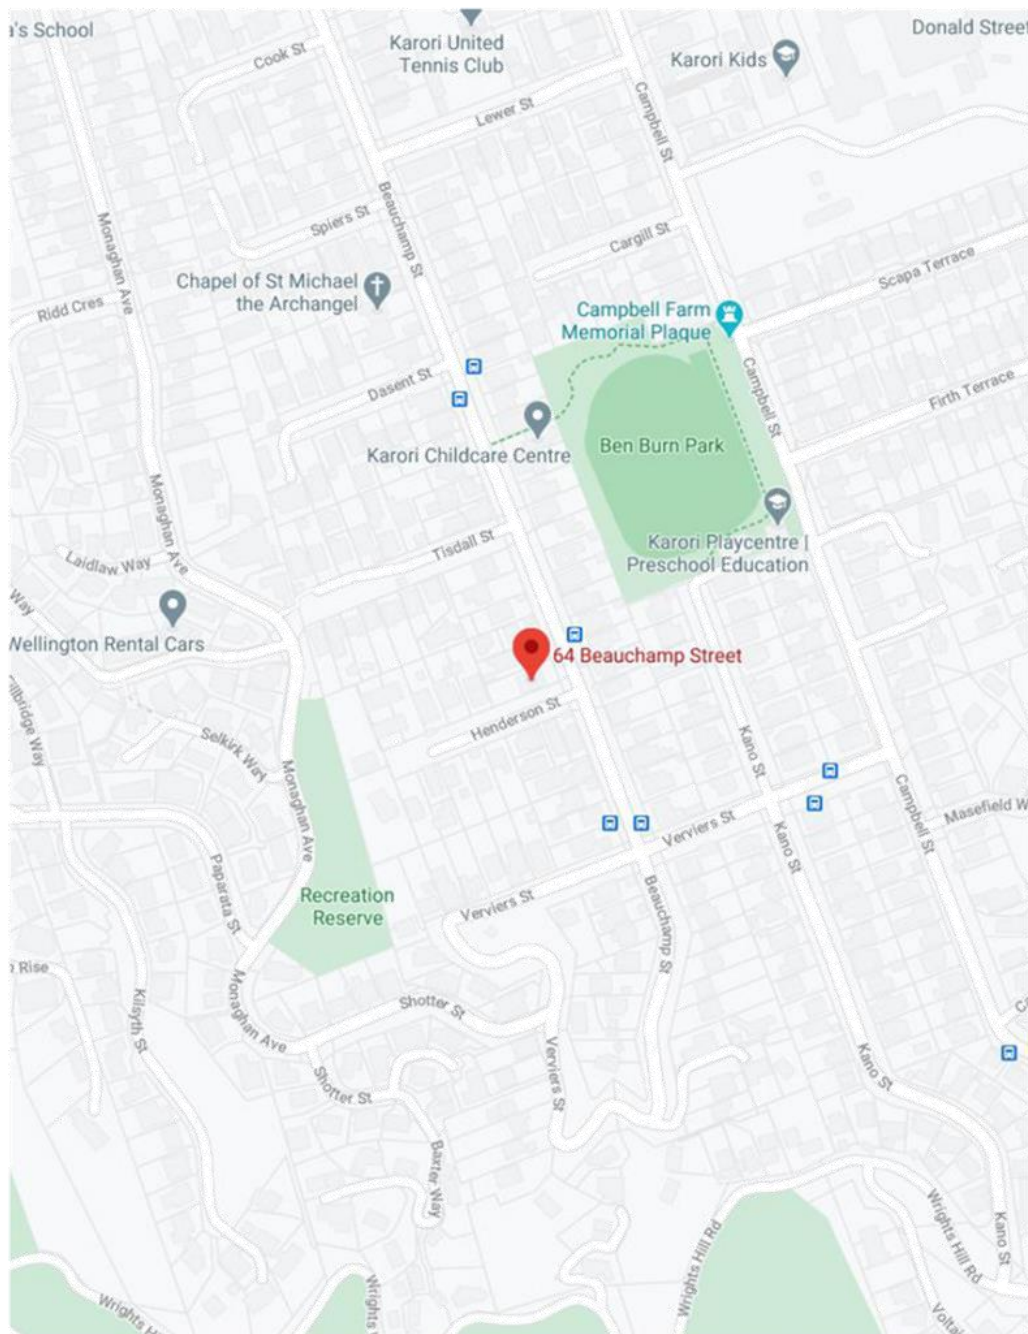 a's School
Karori United
Tennis Club
Donald Street
Karori Kids
Cook St
Lewer St
Campbell St
Beauchamp St
Spiers St
Monaghan Ave
Cargill St
Scapa Terrace
Chapel of St Michael
the Archangel
Ridd Cres
Campbell Farm
Memorial Plaque
Dasent St
Campbell St
Firth Terrace
Karori Childcare Centre
Ben Burn Park
Monaghan Ave
Tisdall St
Karori Playcentre |
Preschool Education
Laidlaw Way
Way
Wellington Rental Cars
64 Beauchamp Street
Henderson St
llbridge Way
Selkirk Way
Kano St
Monaghan Ave
Campbell St
Masefield W
Verviers St
Kano St
Paparata St
Recreation
Reserve
Verviers St
Beauchamp St
Rise
Kilsyth St
Monaghan Ave
Shotter St
Verviers St
Kano St
Shotter St
Baxter Way
Wrights Hill Rd
Wrights Hill Rd
Kano St
Wrights H
Wrights
Voltai